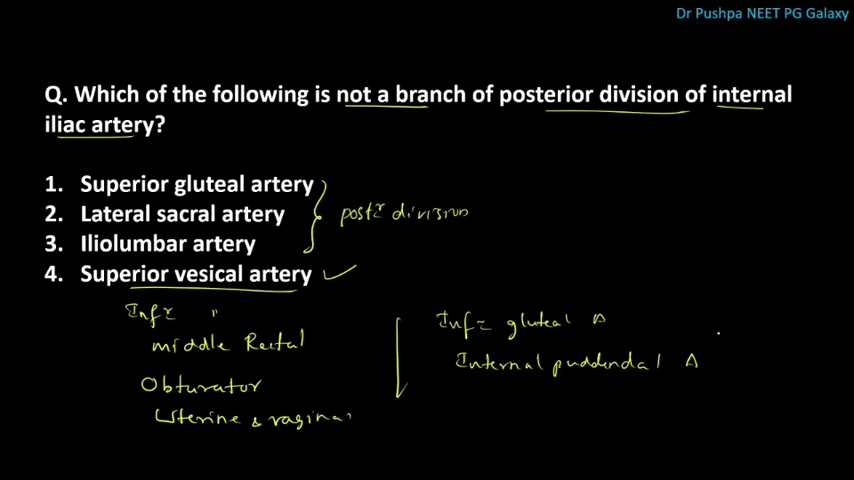 Dr Pushpa NEET PG Galaxy
Q. Which of the following is not a branch of posterior division of internal
iliac artery?
1. Superior gluteal artery
2. Lateral sacral artery
3. Iliolumbar artery
4. Superior vesical artery
postr division
Infr "
middle Rectal
Obturator
Uterine & vaginal
Infr gluteal A
Internal puddendal A